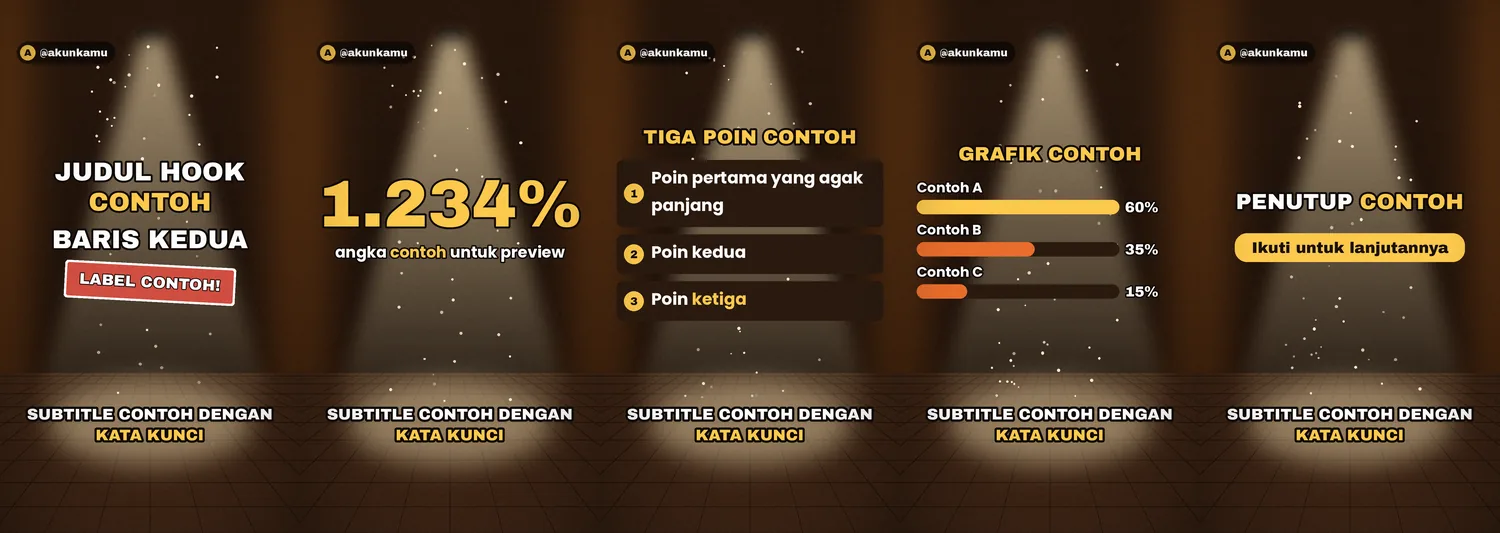 A @akunkamu
JUDUL HOOK
CONTOH
BARIS KEDUA
LABEL CONTOH!
SUBTITLE CONTOH DENGAN
KATA KUNCI
A @akunkamu
1.234%
angka contoh untuk preview
SUBTITLE CONTOH DENGAN
KATA KUNCI
A @akunkamu
TIGA POIN CONTOH
1 Poin pertama yang agak
panjang
2 Poin kedua
3 Poin ketiga
SUBTITLE CONTOH DENGAN
KATA KUNCI
A @akunkamu
GRAFIK CONTOH
Contoh A
60%
Contoh B
35%
Contoh C
15%
SUBTITLE CONTOH DENGAN
KATA KUNCI
A @akunkamu
PENUTUP CONTOH
Ikuti untuk lanjutannya
SUBTITLE CONTOH DENGAN
KATA KUNCI